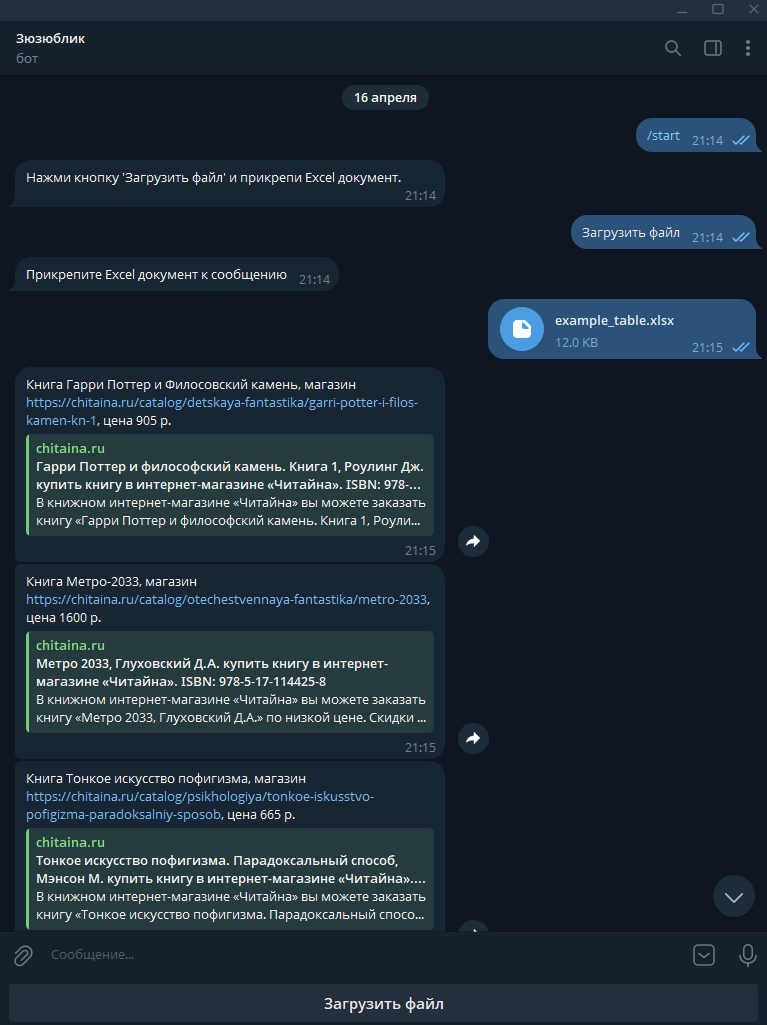 Зюзюблик
бот
16 апреля
/start 21:14
Нажми кнопку 'Загрузить файл' и прикрепи Excel документ.
21:14
Загрузить файл 21:14
Прикрепите Excel документ к сообщению 21:14
example_table.xlsx
12.0 KB 21:15
Книга Гарри Поттер и Филосовский камень, магазин
https://chitaina.ru/catalog/detskaya-fantastika/garri-potter-i-filos-
kamen-kn-1, цена 905 р.
chitaina.ru
Гарри Поттер и философский камень. Книга 1, Роулинг Дж.
купить книгу в интернет-магазине «Читайна». ISBN: 978-...
В книжном интернет-магазине «Читайна» вы можете заказать
книгу «Гарри Поттер и философский камень. Книга 1, Роули...
21:15
Книга Метро-2033, магазин
https://chitaina.ru/catalog/otechestvennaya-fantastika/metro-2033,
цена 1600 р.
chitaina.ru
Метро 2033, Глуховский Д.А. купить книгу в интернет-
магазине «Читайна». ISBN: 978-5-17-114425-8
В книжном интернет-магазине «Читайна» вы можете заказать
книгу «Метро 2033, Глуховский Д.А.» по низкой цене. Скидки ...
21:15
Книга Тонкое искусство пофигизма, магазин
https://chitaina.ru/catalog/psikhologiya/tonkoe-iskusstvo-
pofigizma-paradoksalniy-sposob, цена 665 р.
chitaina.ru
Тонкое искусство пофигизма. Парадоксальный способ,
Мэнсон М. купить книгу в интернет-магазине «Читайна»....
В книжном интернет-магазине «Читайна» вы можете заказать
книгу «Тонкое искусство пофигизма. Парадоксальный спосо...
Сообщение...
Загрузить файл